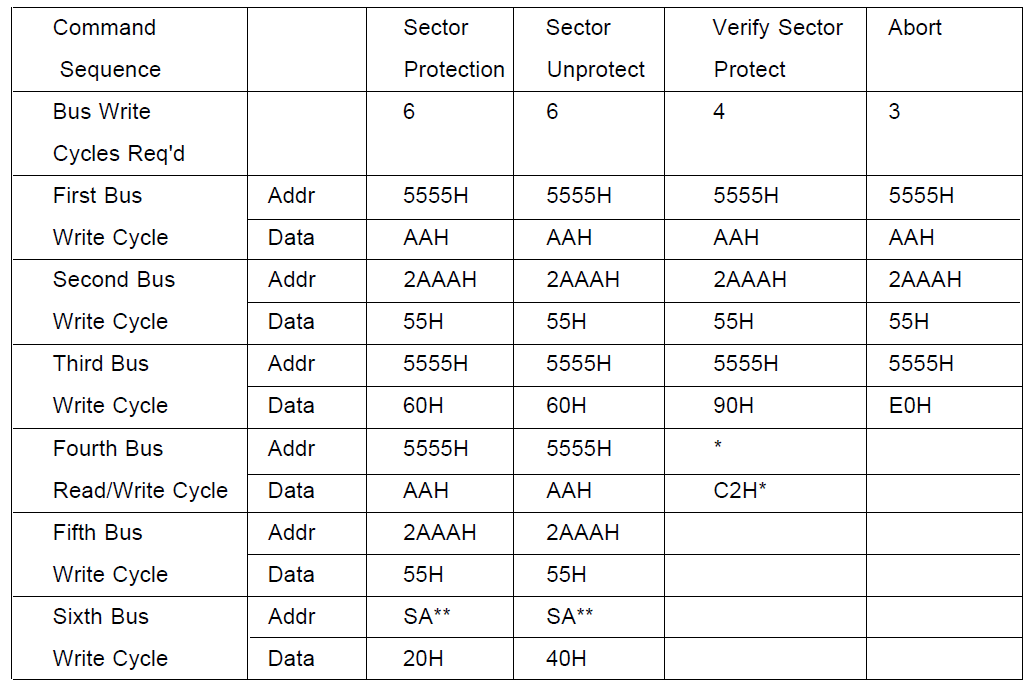 Command Sector Sector Verify Sector Abort
Sequence Protection Unprotect Protect
Bus Write 6 6 4 3
Cycles Req'd
First Bus Addr 5555H 5555H 5555H 5555H
Write Cycle Data AAH AAH AAH AAH
Second Bus Addr 2AAAH 2AAAH 2AAAH 2AAAH
Write Cycle Data 55H 55H 55H 55H
Third Bus Addr 5555H 5555H 5555H 5555H
Write Cycle Data 60H 60H 90H E0H
Fourth Bus Addr 5555H 5555H *
Read/Write Cycle Data AAH AAH C2H*
Fifth Bus Addr 2AAAH 2AAAH
Write Cycle Data 55H 55H
Sixth Bus Addr SA** SA**
Write Cycle Data 20H 40H